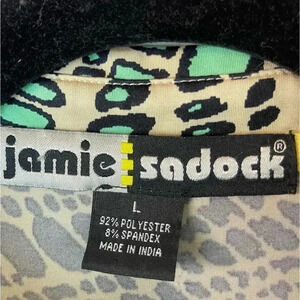 jamie sadock®
L
92% POLYESTER
8% SPANDEX
MADE IN INDIA